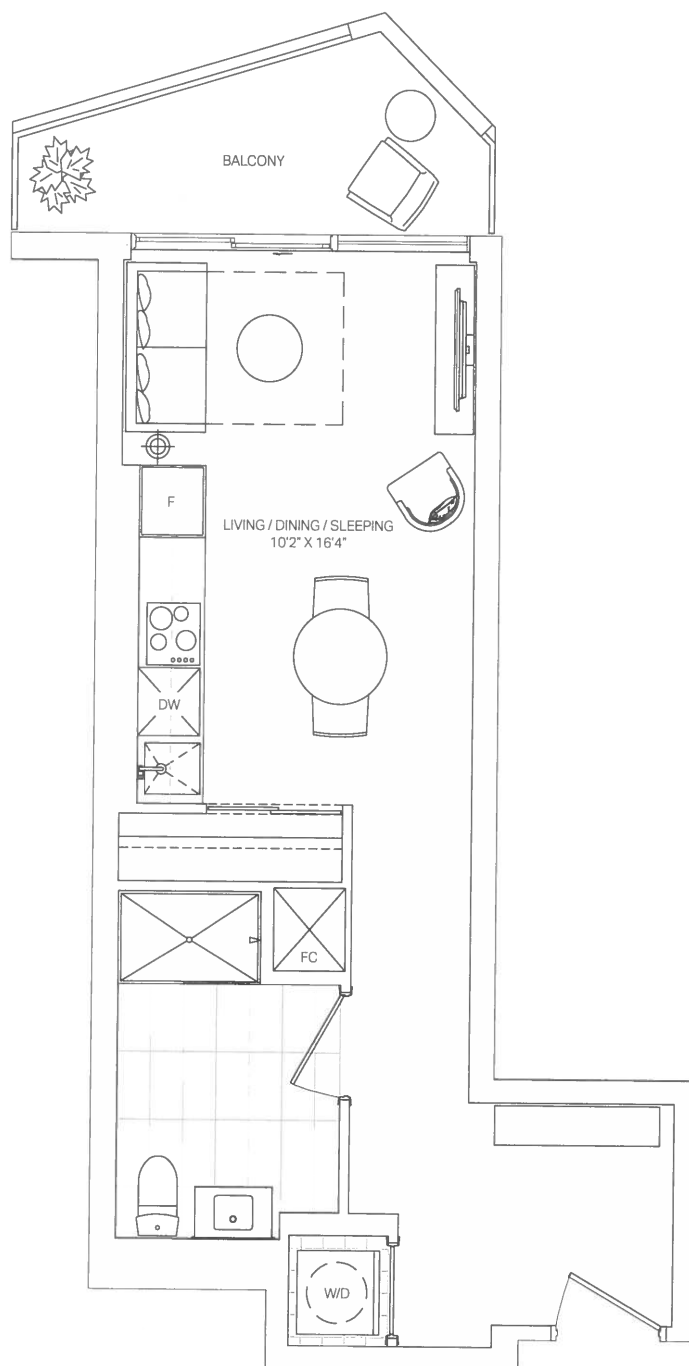 BALCONY
F
LIVING / DINING / SLEEPING
10'2" X 16'4"
DW
FC
W/D